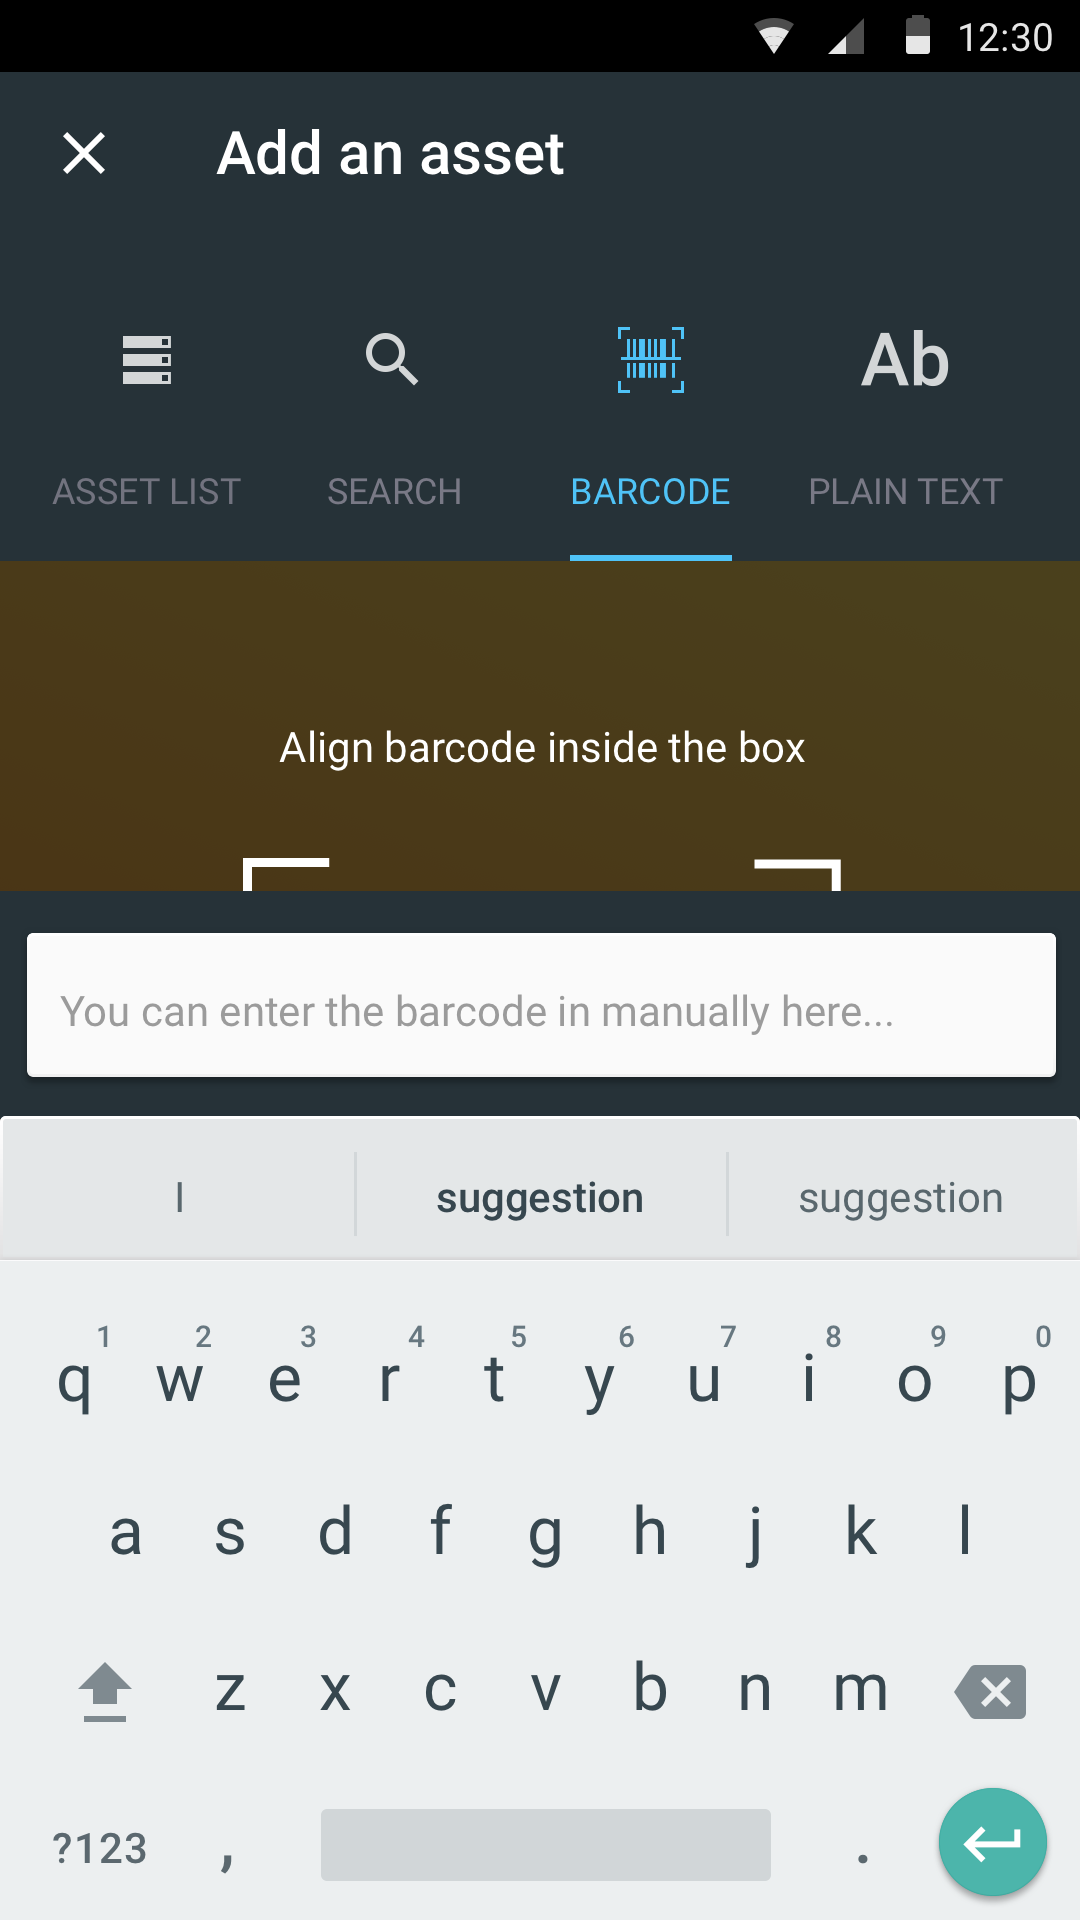 12:30
Add an asset
Ab
ASSET LIST SEARCH BARCODE PLAIN TEXT
Align barcode inside the box
You can enter the barcode in manually here...
I suggestion suggestion
1 2 3 4 5 6 7 8 9 0
q w e r t y u i o p
a s d f g h j k l
z x c v b n m
?123 , .